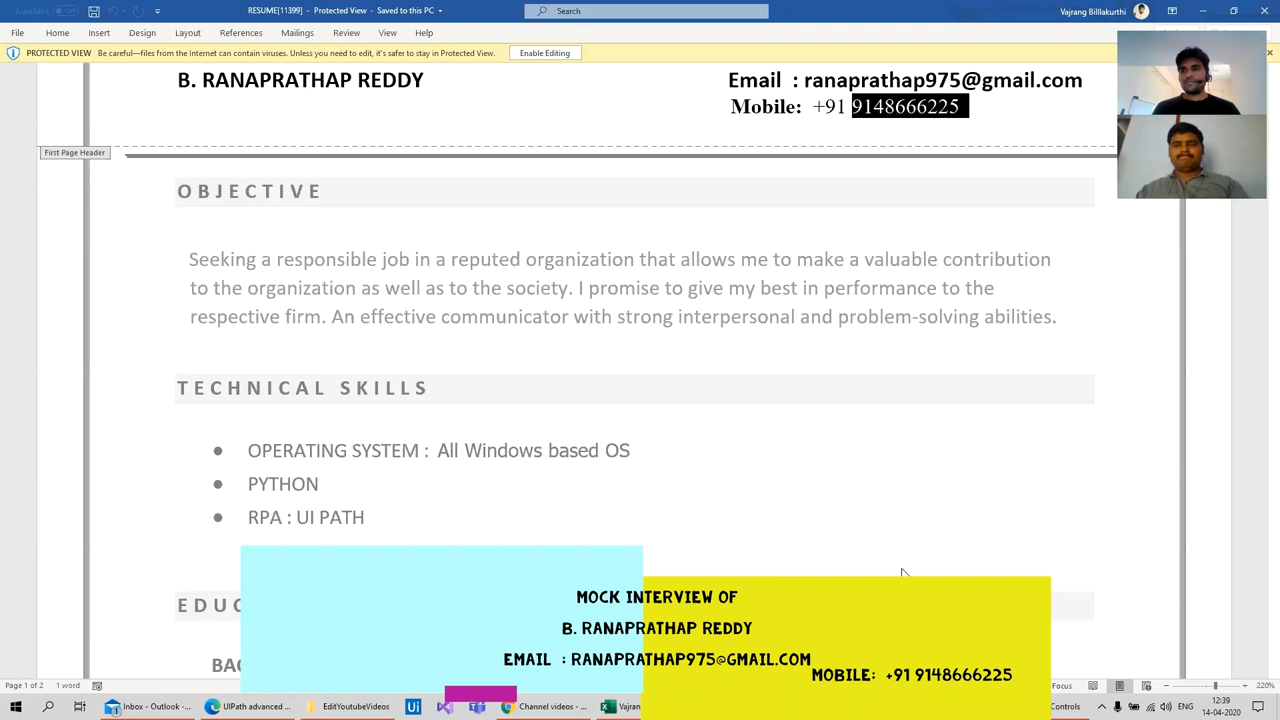 AutoSave Off
RESUME[1399] - Protected View • Saved to this PC
Search
Vajrang Billlakurthi
File Home Insert Design Layout References Mailings Review View Help
PROTECTED VIEW Be careful—files from the Internet can contain viruses. Unless you need to edit, it's safer to stay in Protected View. Enable Editing
B. RANAPRATHAP REDDY
Email : ranaprathap975@gmail.com
Mobile: +91 9148666225
First Page Header
OBJECTIVE
Seeking a responsible job in a reputed organization that allows me to make a valuable contribution
to the organization as well as to the society. I promise to give my best in performance to the
respective firm. An effective communicator with strong interpersonal and problem-solving abilities.
TECHNICAL SKILLS
● OPERATING SYSTEM : All Windows based OS
● PYTHON
● RPA : UI PATH
EDUC
BAC
MOCK INTERVIEW OF
B. RANAPRATHAP REDDY
EMAIL : RANAPRATHAP975@GMAIL.COM
MOBILE: +91 9148666225
Page 1 of 2 1 word
Focus
220%
Inbox - Outlook -... UIPath advanced ... EditYoutubeVideos Ui Channel videos - ... Vajran
Controls
12:39
14-04-2020